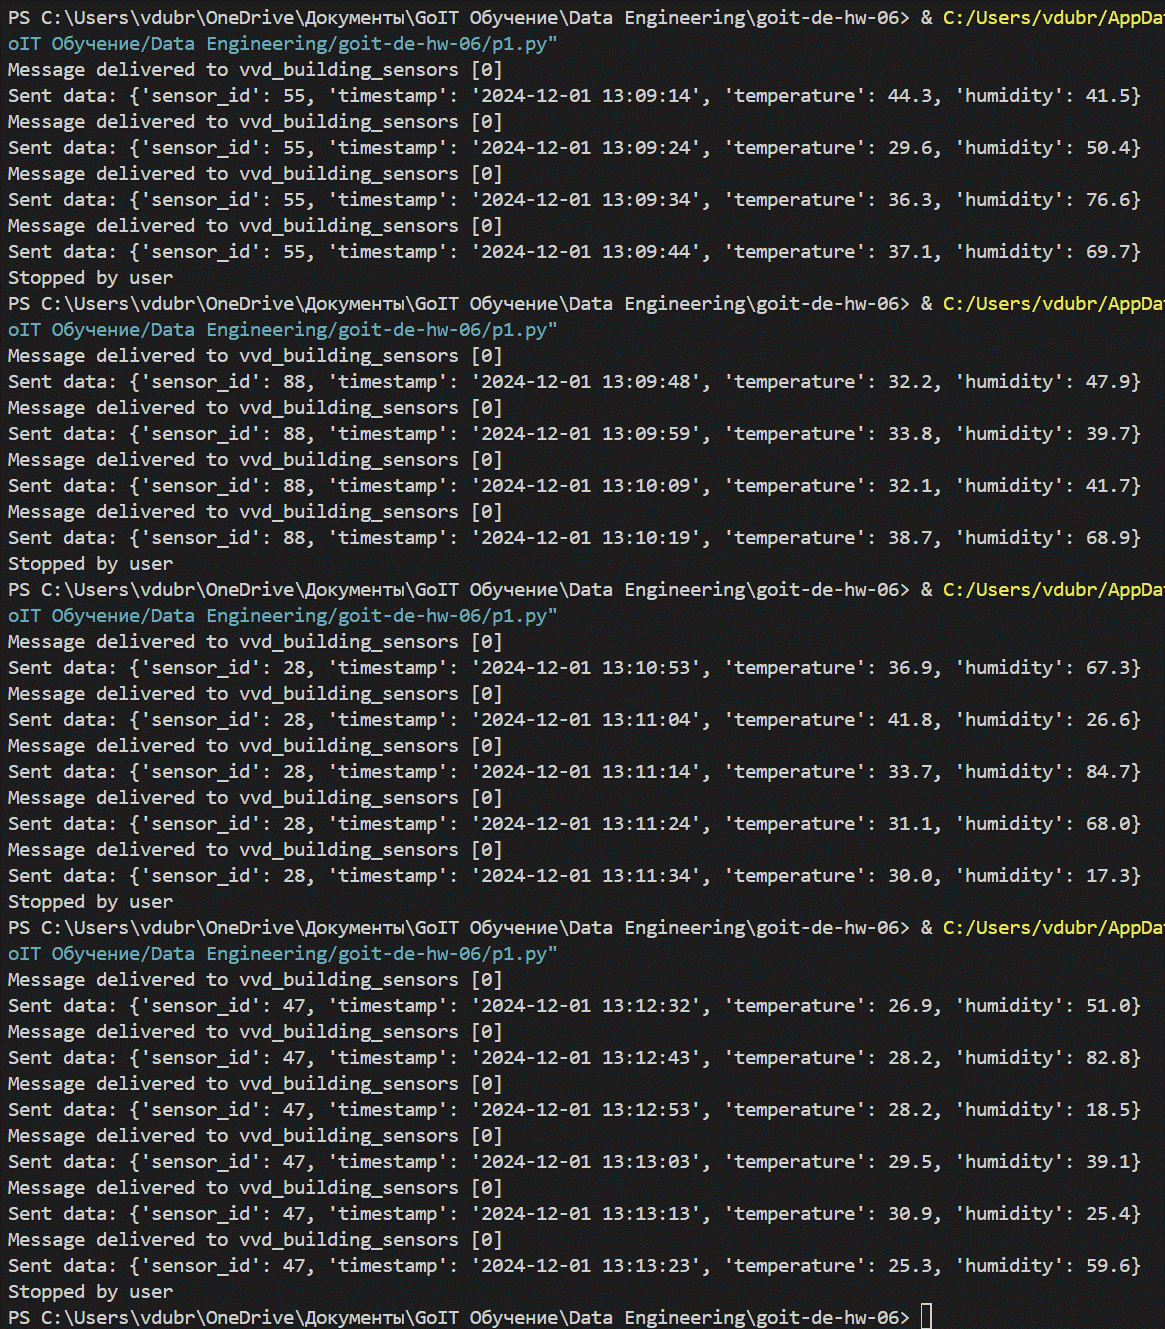 PS C:\Users\vdubr\OneDrive\Документы\GoIT Обучение\Data Engineering\goit-de-hw-06> & C:/Users/vdubr/AppDat
oIT Обучение/Data Engineering/goit-de-hw-06/p1.py"
Message delivered to vvd_building_sensors [0]
Sent data: {'sensor_id': 55, 'timestamp': '2024-12-01 13:09:14', 'temperature': 44.3, 'humidity': 41.5}
Message delivered to vvd_building_sensors [0]
Sent data: {'sensor_id': 55, 'timestamp': '2024-12-01 13:09:24', 'temperature': 29.6, 'humidity': 50.4}
Message delivered to vvd_building_sensors [0]
Sent data: {'sensor_id': 55, 'timestamp': '2024-12-01 13:09:34', 'temperature': 36.3, 'humidity': 76.6}
Message delivered to vvd_building_sensors [0]
Sent data: {'sensor_id': 55, 'timestamp': '2024-12-01 13:09:44', 'temperature': 37.1, 'humidity': 69.7}
Stopped by user
PS C:\Users\vdubr\OneDrive\Документы\GoIT Обучение\Data Engineering\goit-de-hw-06> & C:/Users/vdubr/AppDat
oIT Обучение/Data Engineering/goit-de-hw-06/p1.py"
Message delivered to vvd_building_sensors [0]
Sent data: {'sensor_id': 88, 'timestamp': '2024-12-01 13:09:48', 'temperature': 32.2, 'humidity': 47.9}
Message delivered to vvd_building_sensors [0]
Sent data: {'sensor_id': 88, 'timestamp': '2024-12-01 13:09:59', 'temperature': 33.8, 'humidity': 39.7}
Message delivered to vvd_building_sensors [0]
Sent data: {'sensor_id': 88, 'timestamp': '2024-12-01 13:10:09', 'temperature': 32.1, 'humidity': 41.7}
Message delivered to vvd_building_sensors [0]
Sent data: {'sensor_id': 88, 'timestamp': '2024-12-01 13:10:19', 'temperature': 38.7, 'humidity': 68.9}
Stopped by user
PS C:\Users\vdubr\OneDrive\Документы\GoIT Обучение\Data Engineering\goit-de-hw-06> & C:/Users/vdubr/AppDat
oIT Обучение/Data Engineering/goit-de-hw-06/p1.py"
Message delivered to vvd_building_sensors [0]
Sent data: {'sensor_id': 28, 'timestamp': '2024-12-01 13:10:53', 'temperature': 36.9, 'humidity': 67.3}
Message delivered to vvd_building_sensors [0]
Sent data: {'sensor_id': 28, 'timestamp': '2024-12-01 13:11:04', 'temperature': 41.8, 'humidity': 26.6}
Message delivered to vvd_building_sensors [0]
Sent data: {'sensor_id': 28, 'timestamp': '2024-12-01 13:11:14', 'temperature': 33.7, 'humidity': 84.7}
Message delivered to vvd_building_sensors [0]
Sent data: {'sensor_id': 28, 'timestamp': '2024-12-01 13:11:24', 'temperature': 31.1, 'humidity': 68.0}
Message delivered to vvd_building_sensors [0]
Sent data: {'sensor_id': 28, 'timestamp': '2024-12-01 13:11:34', 'temperature': 30.0, 'humidity': 17.3}
Stopped by user
PS C:\Users\vdubr\OneDrive\Документы\GoIT Обучение\Data Engineering\goit-de-hw-06> & C:/Users/vdubr/AppDat
oIT Обучение/Data Engineering/goit-de-hw-06/p1.py"
Message delivered to vvd_building_sensors [0]
Sent data: {'sensor_id': 47, 'timestamp': '2024-12-01 13:12:32', 'temperature': 26.9, 'humidity': 51.0}
Message delivered to vvd_building_sensors [0]
Sent data: {'sensor_id': 47, 'timestamp': '2024-12-01 13:12:43', 'temperature': 28.2, 'humidity': 82.8}
Message delivered to vvd_building_sensors [0]
Sent data: {'sensor_id': 47, 'timestamp': '2024-12-01 13:12:53', 'temperature': 28.2, 'humidity': 18.5}
Message delivered to vvd_building_sensors [0]
Sent data: {'sensor_id': 47, 'timestamp': '2024-12-01 13:13:03', 'temperature': 29.5, 'humidity': 39.1}
Message delivered to vvd_building_sensors [0]
Sent data: {'sensor_id': 47, 'timestamp': '2024-12-01 13:13:13', 'temperature': 30.9, 'humidity': 25.4}
Message delivered to vvd_building_sensors [0]
Sent data: {'sensor_id': 47, 'timestamp': '2024-12-01 13:13:23', 'temperature': 25.3, 'humidity': 59.6}
Stopped by user
PS C:\Users\vdubr\OneDrive\Документы\GoIT Обучение\Data Engineering\goit-de-hw-06>